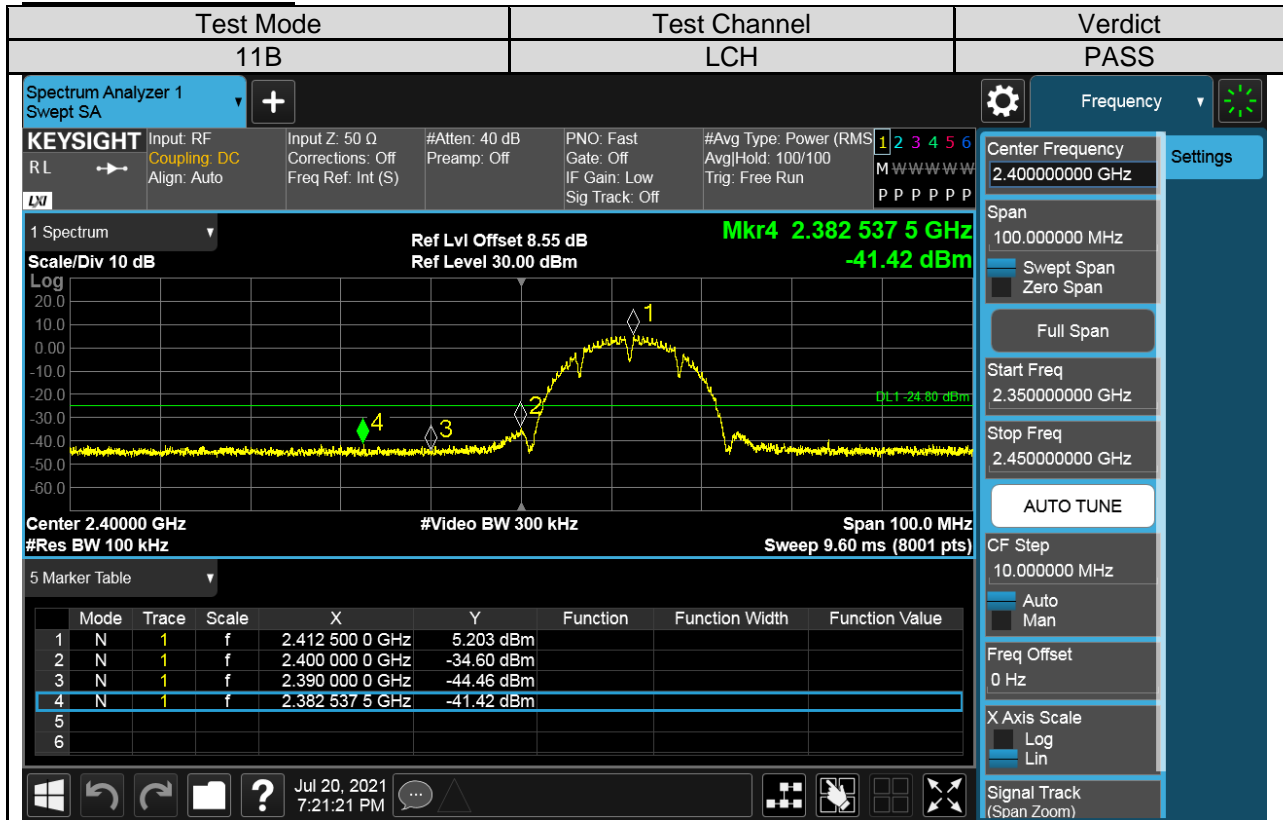 Test Mode Test Channel Verdict
11B LCH PASS
Spectrum Analyzer 1
Swept SA
Frequency
KEYSIGHT
RL
LXI
Input: RF
Coupling: DC
Align: Auto
Input Z: 50 Ω
Corrections: Off
Freq Ref: Int (S)
#Atten: 40 dB
Preamp: Off
PNO: Fast
Gate: Off
IF Gain: Low
Sig Track: Off
#Avg Type: Power (RMS
Avg|Hold: 100/100
Trig: Free Run
1 2 3 4 5 6
M W W W W W
P P P P P P
1 Spectrum
Scale/Div 10 dB
Ref Lvl Offset 8.55 dB
Ref Level 30.00 dBm
Mkr4 2.382 537 5 GHz
-41.42 dBm
Log
20.0
10.0
0.00
-10.0
-20.0
-30.0
-40.0
-50.0
-60.0
1
2
3
4
DL1 -24.80 dBm
Center 2.40000 GHz #Video BW 300 kHz Span 100.0 MHz
#Res BW 100 kHz Sweep 9.60 ms (8001 pts)
5 Marker Table
Mode Trace Scale X Y Function Function Width Function Value
1 N 1 f 2.412 500 0 GHz 5.203 dBm
2 N 1 f 2.400 000 0 GHz -34.60 dBm
3 N 1 f 2.390 000 0 GHz -44.46 dBm
4 N 1 f 2.382 537 5 GHz -41.42 dBm
5
6
Jul 20, 2021
7:21:21 PM
?
Center Frequency
2.400000000 GHz
Settings
Span
100.000000 MHz
Swept Span
Zero Span
Full Span
Start Freq
2.350000000 GHz
Stop Freq
2.450000000 GHz
AUTO TUNE
CF Step
10.000000 MHz
Auto
Man
Freq Offset
0 Hz
X Axis Scale
Log
Lin
Signal Track
(Span Zoom)